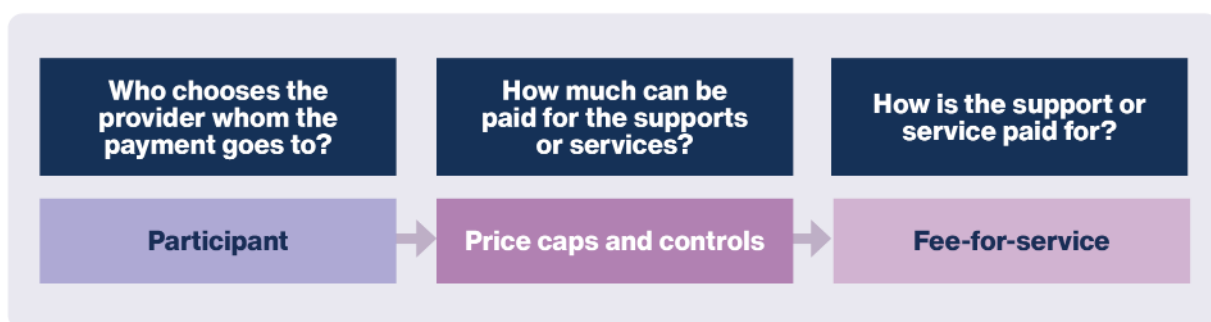 Who chooses the
provider whom the
payment goes to?
How much can be
paid for the supports
or services?
How is the support or
service paid for?
Participant
Price caps and controls
Fee-for-service